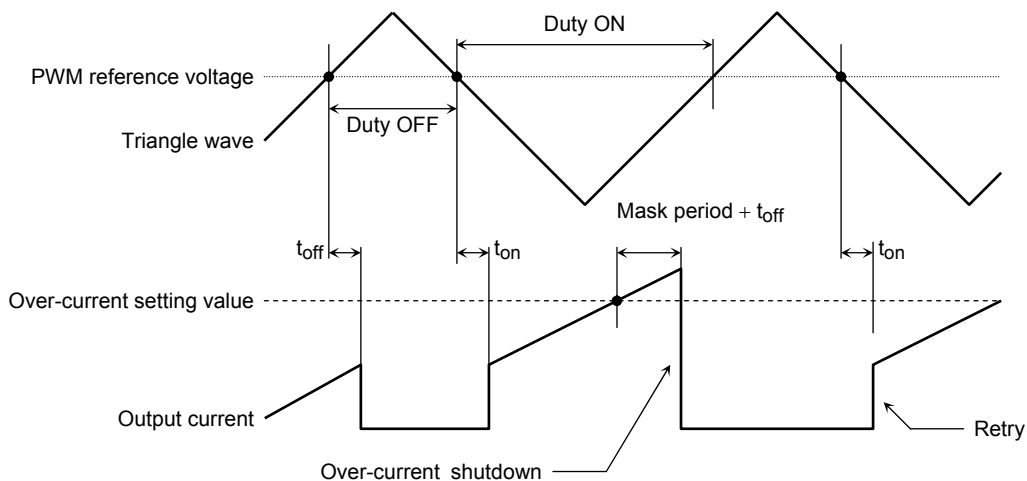 Duty ON
PWM reference voltage
Duty OFF
Triangle wave
Mask period + toff
toff
ton
ton
Over-current setting value
Output current
Retry
Over-current shutdown